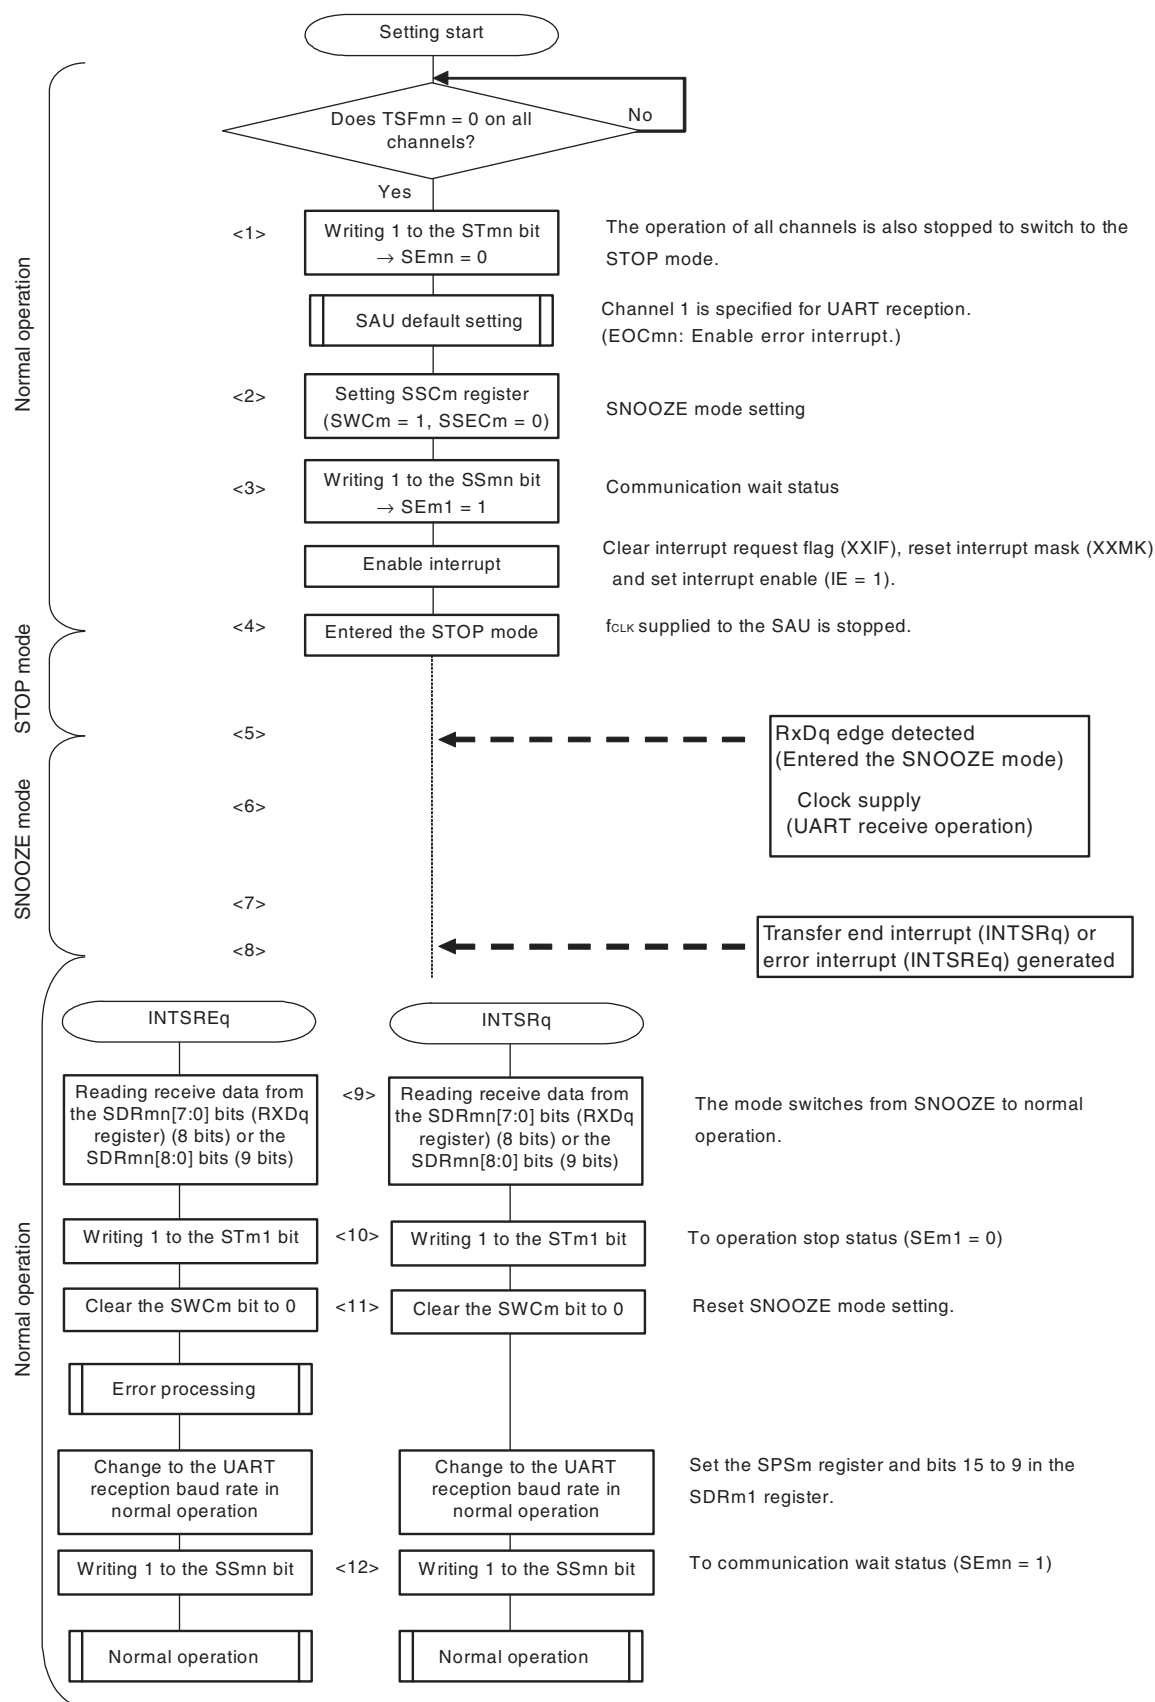 Setting start
Does TSFmn = 0 on all
channels?
No
Yes
<1>
Writing 1 to the STmn bit
→ SEmn = 0
The operation of all channels is also stopped to switch to the
STOP mode.
SAU default setting
Channel 1 is specified for UART reception.
(EOCmn: Enable error interrupt.)
<2>
Setting SSCm register
(SWCm = 1, SSECm = 0)
SNOOZE mode setting
<3>
Writing 1 to the SSmn bit
→ SEm1 = 1
Communication wait status
Enable interrupt
Clear interrupt request flag (XXIF), reset interrupt mask (XXMK)
and set interrupt enable (IE = 1).
<4>
Entered the STOP mode
fCLK supplied to the SAU is stopped.
Normal operation
STOP mode
SNOOZE mode
<5>
RxDq edge detected
(Entered the SNOOZE mode)
<6>
Clock supply
(UART receive operation)
<7>
<8>
Transfer end interrupt (INTSRq) or
error interrupt (INTSREq) generated
INTSREq
INTSRq
Reading receive data from
the SDRmn[7:0] bits (RXDq
register) (8 bits) or the
SDRmn[8:0] bits (9 bits)
<9>
Reading receive data from
the SDRmn[7:0] bits (RXDq
register) (8 bits) or the
SDRmn[8:0] bits (9 bits)
The mode switches from SNOOZE to normal
operation.
Writing 1 to the STm1 bit
<10>
Writing 1 to the STm1 bit
To operation stop status (SEm1 = 0)
Clear the SWCm bit to 0
<11>
Clear the SWCm bit to 0
Reset SNOOZE mode setting.
Normal operation
Error processing
Change to the UART
reception baud rate in
normal operation
Change to the UART
reception baud rate in
normal operation
Set the SPSm register and bits 15 to 9 in the
SDRm1 register.
Writing 1 to the SSmn bit
<12>
Writing 1 to the SSmn bit
To communication wait status (SEmn = 1)
Normal operation
Normal operation